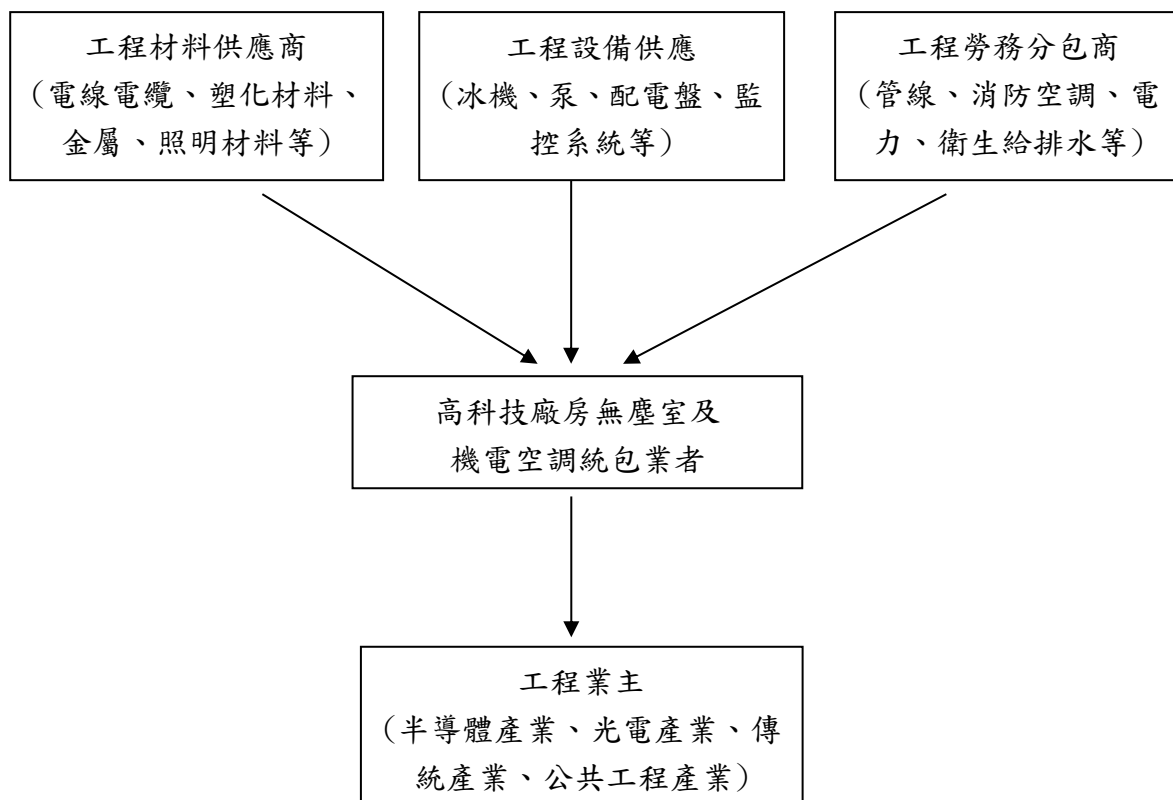 工程材料供應商
（電線電纜、塑化材料、
金屬、照明材料等）
工程設備供應
（冰機、泵、配電盤、監
控系統等）
工程勞務分包商
（管線、消防空調、電
力、衛生給排水等）
高科技廠房無塵室及
機電空調統包業者
工程業主
（半導體產業、光電產業、傳
統產業、公共工程產業）